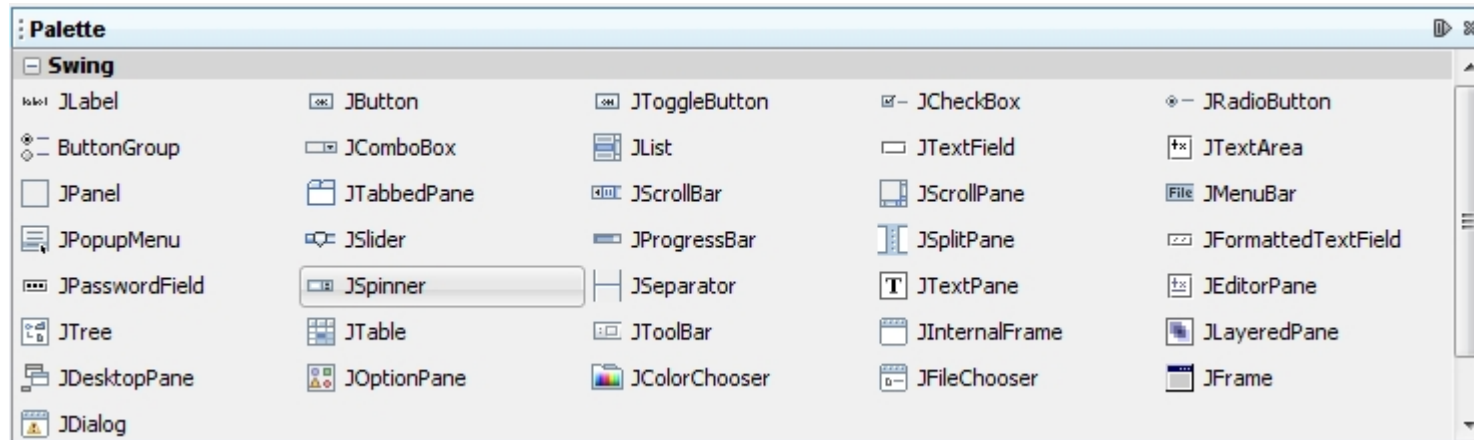 Palette
Swing
JLabel JButton JToggleButton JCheckBox JRadioButton
ButtonGroup JComboBox JList JTextField JTextArea
JPanel JTabbedPane JScrollBar JScrollPane File JMenuBar
JPopupMenu JSlider JProgressBar JSplitPane JFormattedTextField
JPasswordField JSpinner JSeparator T JTextPane JEditorPane
JTree JTable JToolBar JInternalFrame JLayeredPane
JDesktopPane JOptionPane JColorChooser JFileChooser JFrame
JDialog